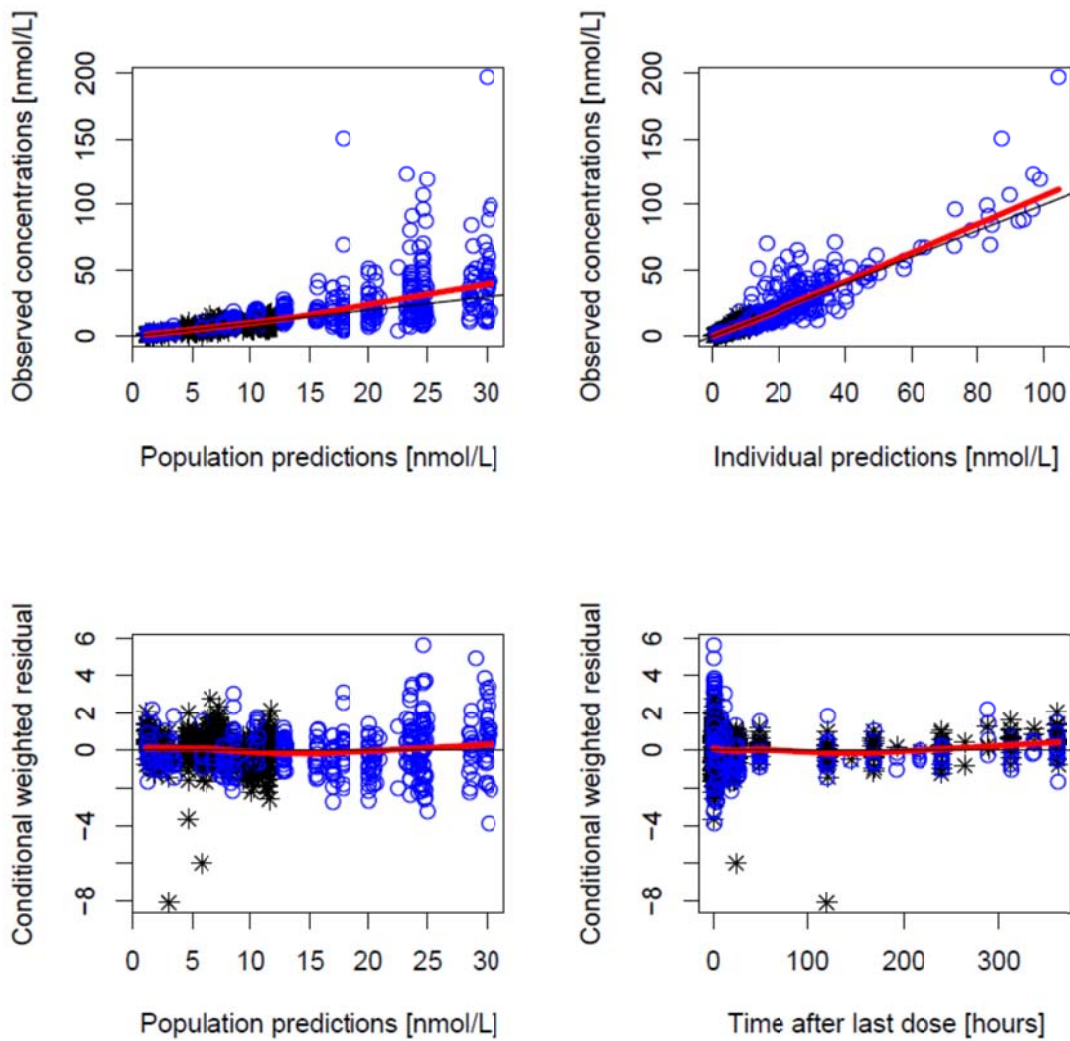 Observed concentrations [nmol/L]
200
150
100
50
0
0 5 10 15 20 25 30
Population predictions [nmol/L]
Observed concentrations [nmol/L]
200
150
100
50
0
0 20 40 60 80 100
Individual predictions [nmol/L]
Conditional weighted residual
6
4
2
0
−4
−8
0 5 10 15 20 25 30
Population predictions [nmol/L]
Conditional weighted residual
6
4
2
0
−4
−8
0 100 200 300
Time after last dose [hours]